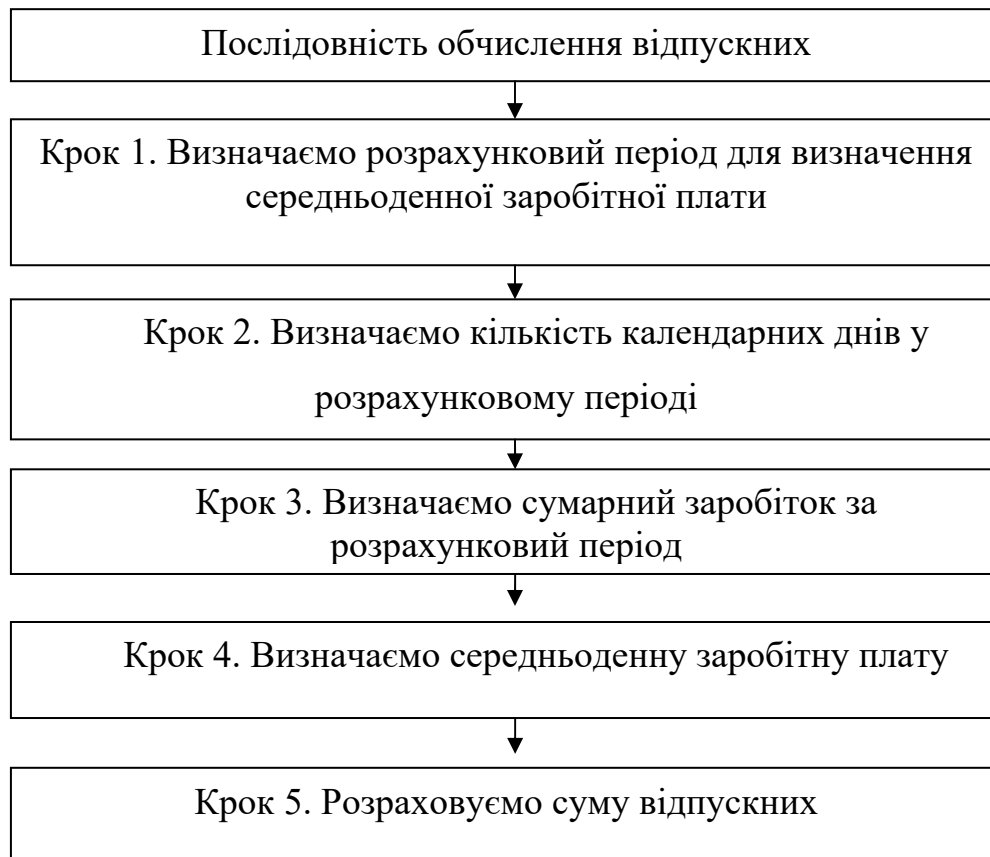 Послідовність обчислення відпускних
Крок 1. Визначаємо розрахунковий період для визначення
середньоденної заробітної плати
Крок 2. Визначаємо кількість календарних днів у
розрахунковому періоді
Крок 3. Визначаємо сумарний заробіток за
розрахунковий період
Крок 4. Визначаємо середньоденну заробітну плату
Крок 5. Розраховуємо суму відпускних